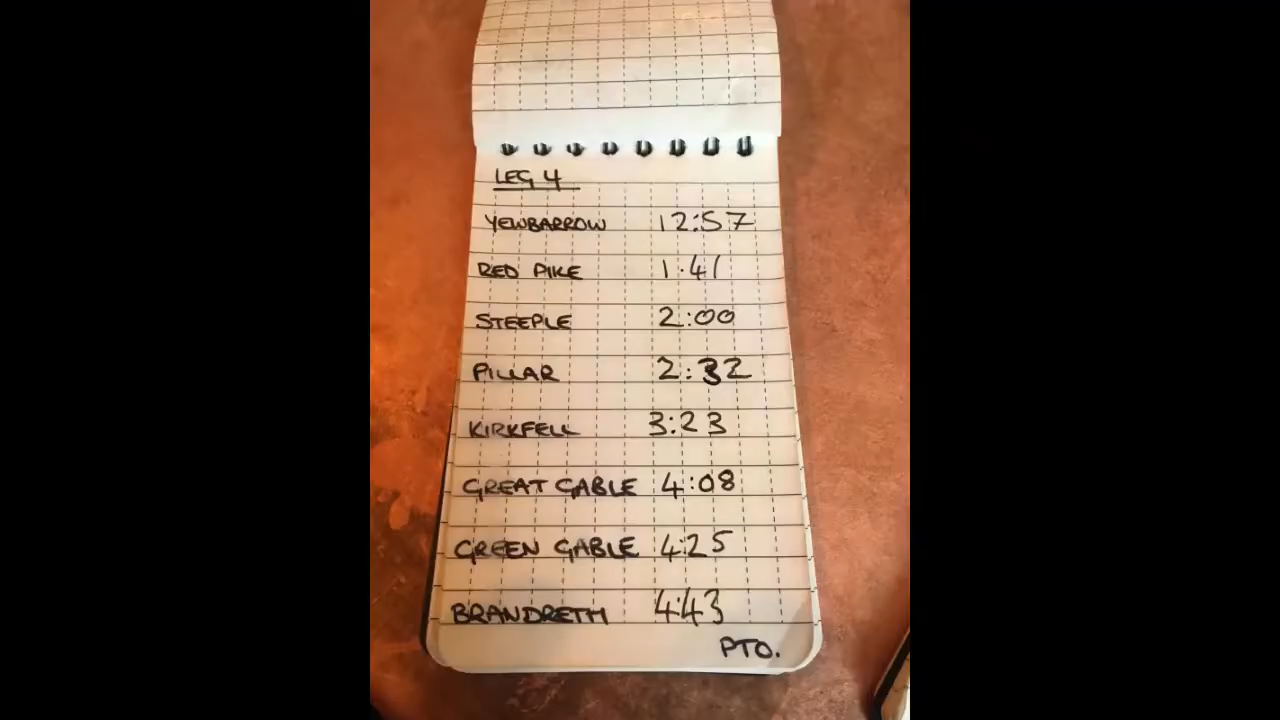 LEG 4
YEWBARROW 12:57
RED PIKE 1.41
STEEPLE 2:00
PILLAR 2:32
KIRKFELL 3:23
GREAT GABLE 4:08
GREEN GABLE 4:25
BRANDRETH 4:43
PTO.